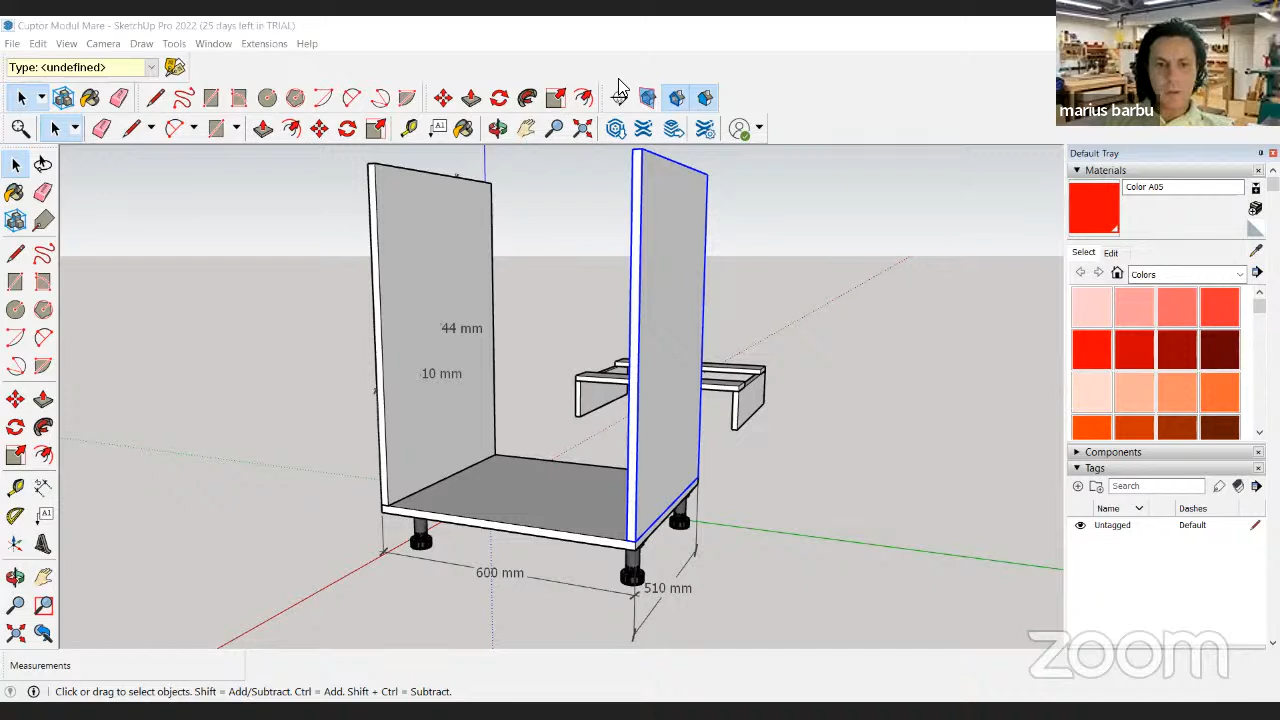 Cuptor Modul Mare - SketchUp Pro 2022 (25 days left in TRIAL)
File Edit View Camera Draw Tools Window Extensions Help
Type: <undefined>
marius barbu
A1
Default Tray
Materials
Color A05
Select Edit
Colors
44 mm
10 mm
Components
Tags
Search
Name Dashes
Untagged Default
A1
600 mm
510 mm
zoom
Measurements
Click or drag to select objects. Shift = Add/Subtract. Ctrl = Add. Shift + Ctrl = Subtract.